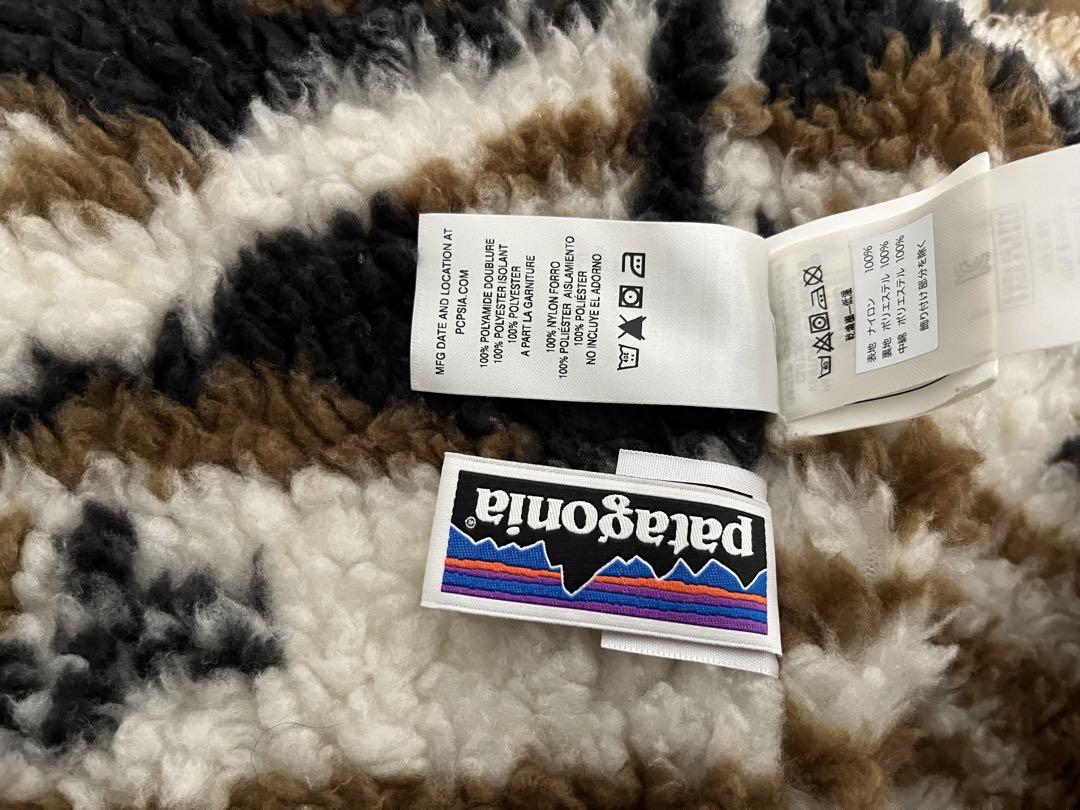 MFG DATE AND LOCATION AT
PCPSIA.COM
100% POLYAMIDE DOUBLURE
100% POLYESTER ISOLANT
100% POLYESTER
A PART LA GARNITURE
100% NYLON FORRO
100% POLIÉSTER AISLAMIENTO
100% POLIÉSTER
NO INCLUYE EL ADORNO
表地 ナイロン 100%
裏地 ポリエステル 100%
中綿 ポリエステル 100%
飾り付け部分を除く
patagonia®